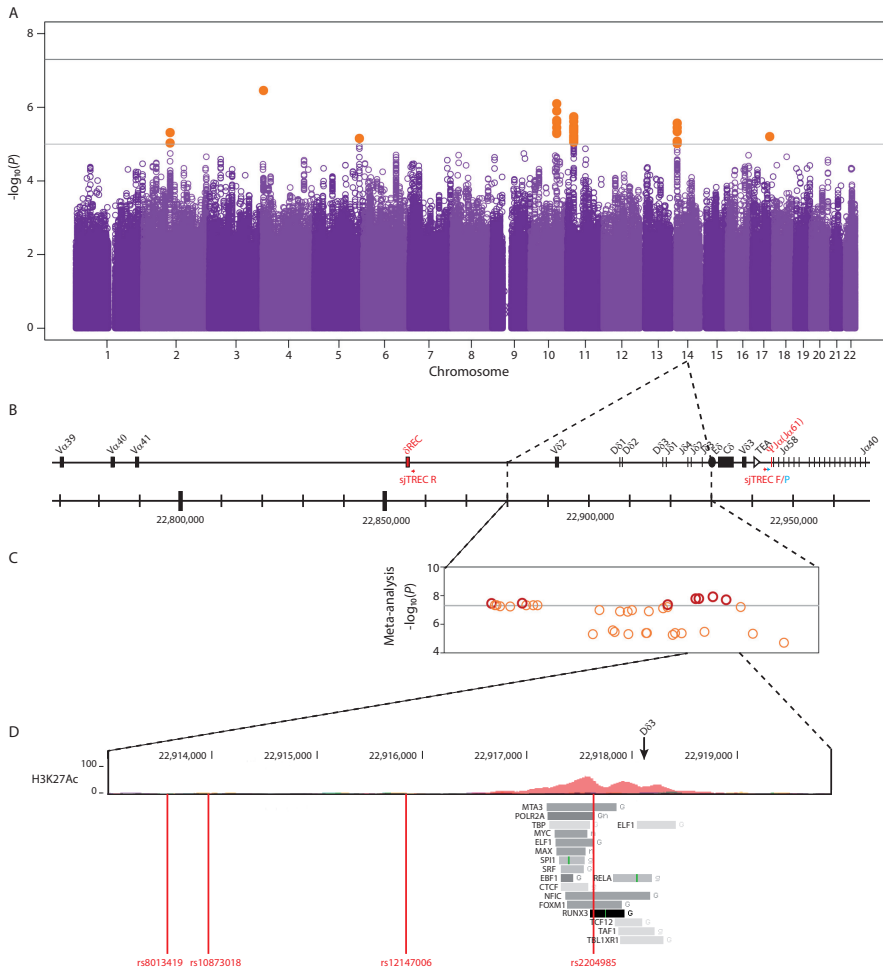 A
8
6
4
2
0
-log10(P)
1 2 3 4 5 6 7 8 9 10 11 12 13 14 15 16 17 18 19 20 21 22
Chromosome
B
Vα39 Vα40 Vα41 δREC Vδ2 Dδ1 Dδ2 Dδ3 Jδ1 Jδ4 Jδ2 Jδ3 Eδ Cδ Vδ3 TEA ΨJα(Jα61) Jα58 Jα40
sjTREC R sjTREC F/P
22,800,000 22,850,000 22,900,000 22,950,000
C
Meta-analysis
-log10(P)
10
8
6
4
D
Dδ3
22,914,000 22,915,000 22,916,000 22,917,000 22,918,000 22,919,000
H3K27Ac
100
0
MTA3 G
POLR2A Gn
TBP G ELF1 G
MYC n
ELF1 G
MAX r
SPI1 g
SRF G
EBF1 G RELA g
CTCF
NFIC G
FOXM1 G
RUNX3 G
TCF12 G
TAF1 g
TBL1XR1 G
rs8013419 rs10873018 rs12147006 rs2204985